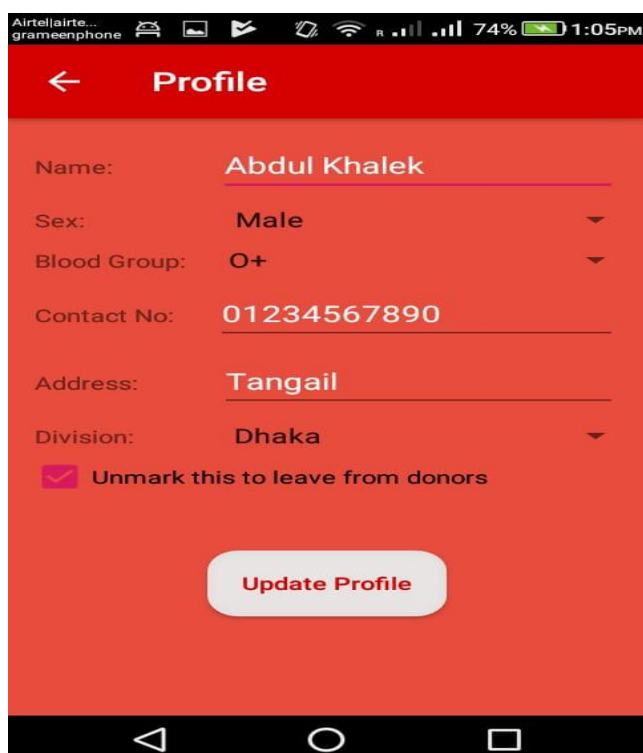 Airtel|airte...
grameenphone R 74% 1:05PM
Profile
Name: Abdul Khalek
Sex: Male
Blood Group: O+
Contact No: 01234567890
Address: Tangail
Division: Dhaka
Unmark this to leave from donors
Update Profile